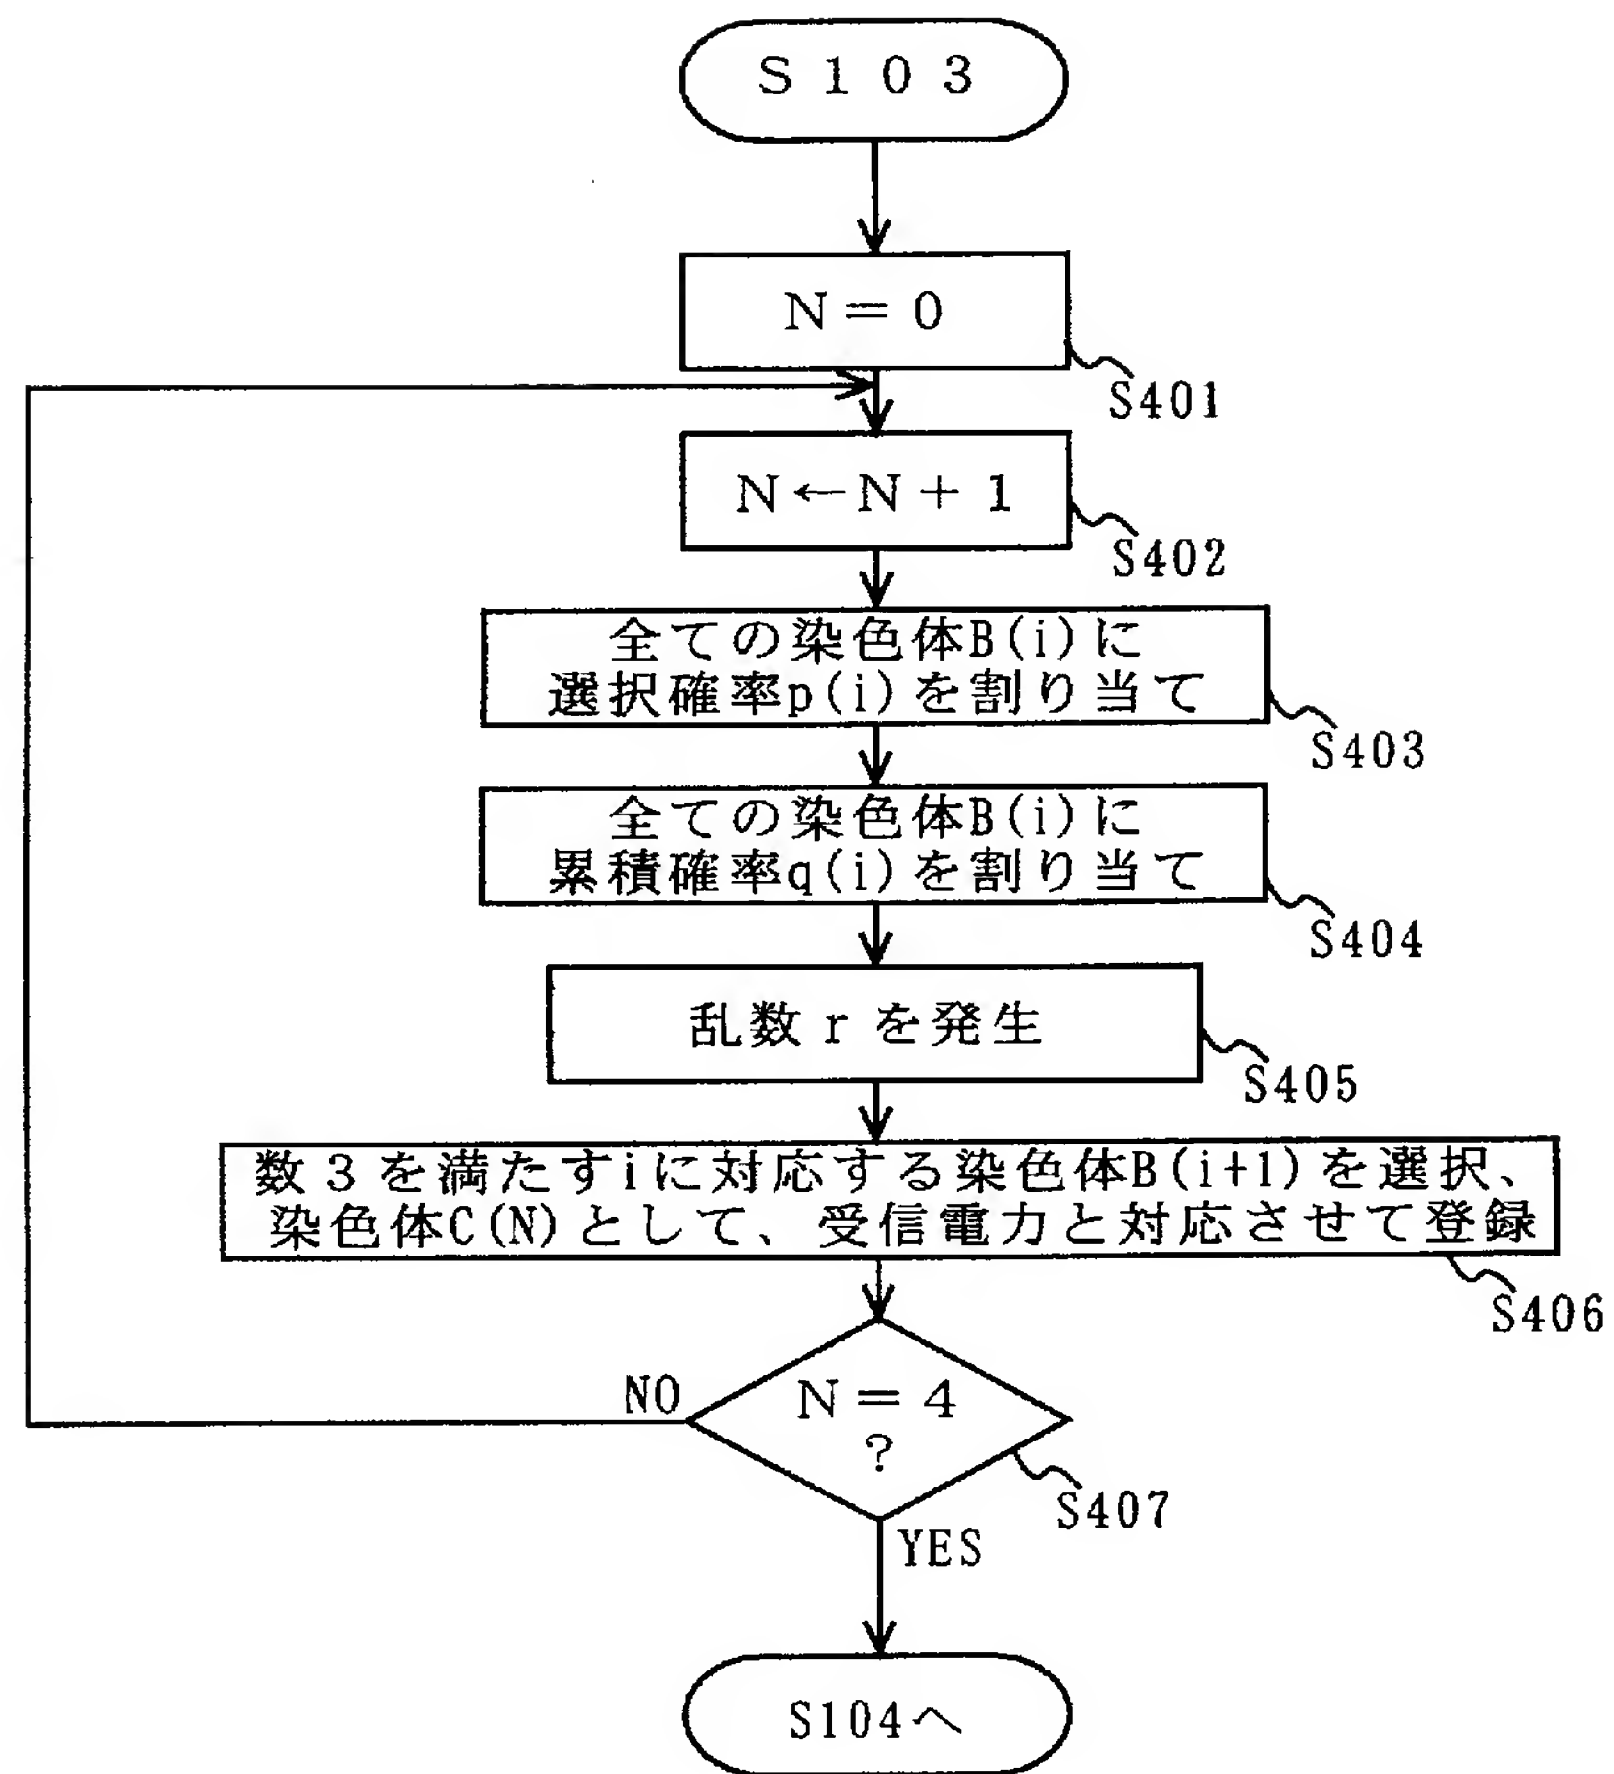 S103
N=0
S401
N←N+1
S402
全ての染色体B(i)に
選択確率p(i)を割り当て
S403
全ての染色体B(i)に
累積確率q(i)を割り当て
S404
乱数rを発生
S405
数3を満たすiに対応する染色体B(i+1)を選択、
染色体C(N)として、受信電力と対応させて登録
S406
NO
N=4
?
S407
YES
S104へ